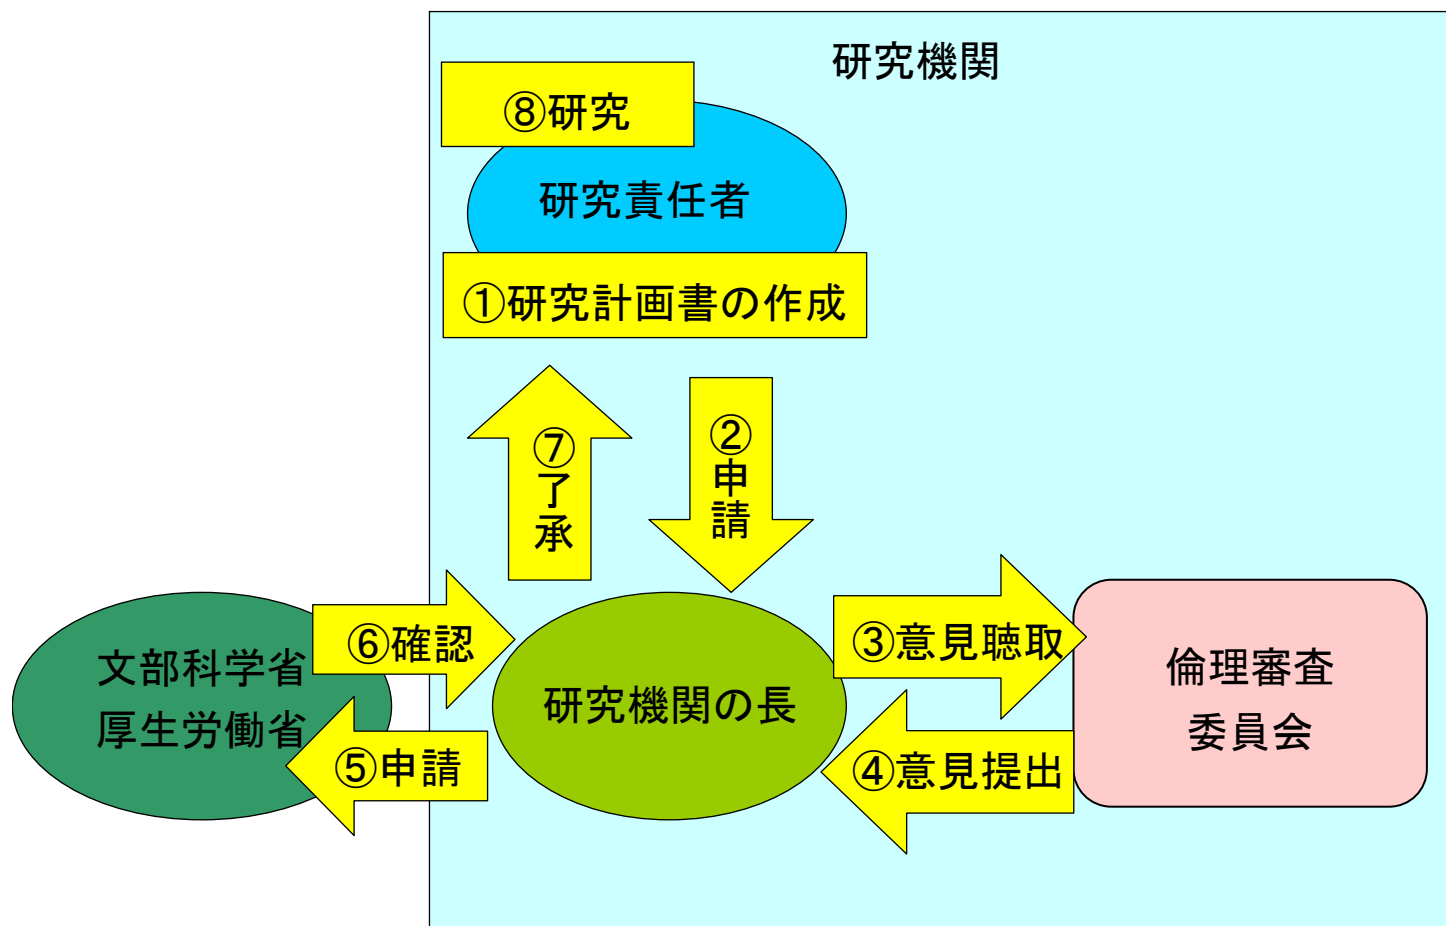 研究機関
⑧研究
研究責任者
①研究計画書の作成
⑦了承
②申請
文部科学省
厚生労働省
⑥確認
⑤申請
研究機関の長
③意見聴取
④意見提出
倫理審査
委員会